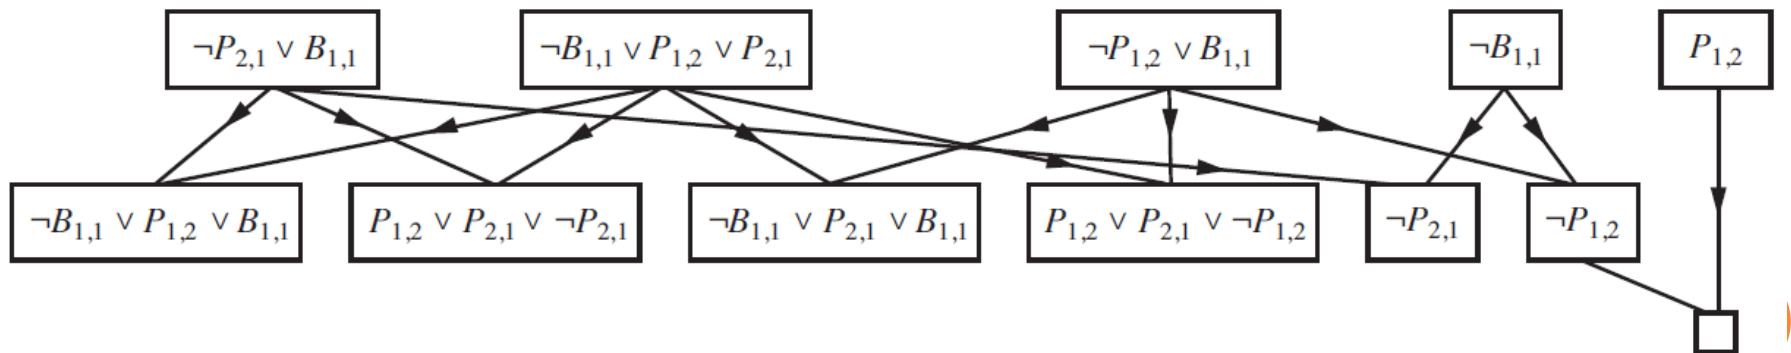 ¬P2,1 ∨ B1,1
¬B1,1 ∨ P1,2 ∨ P2,1
¬P1,2 ∨ B1,1
¬B1,1
P1,2
¬B1,1 ∨ P1,2 ∨ B1,1
P1,2 ∨ P2,1 ∨ ¬P2,1
¬B1,1 ∨ P2,1 ∨ B1,1
P1,2 ∨ P2,1 ∨ ¬P1,2
¬P2,1
¬P1,2